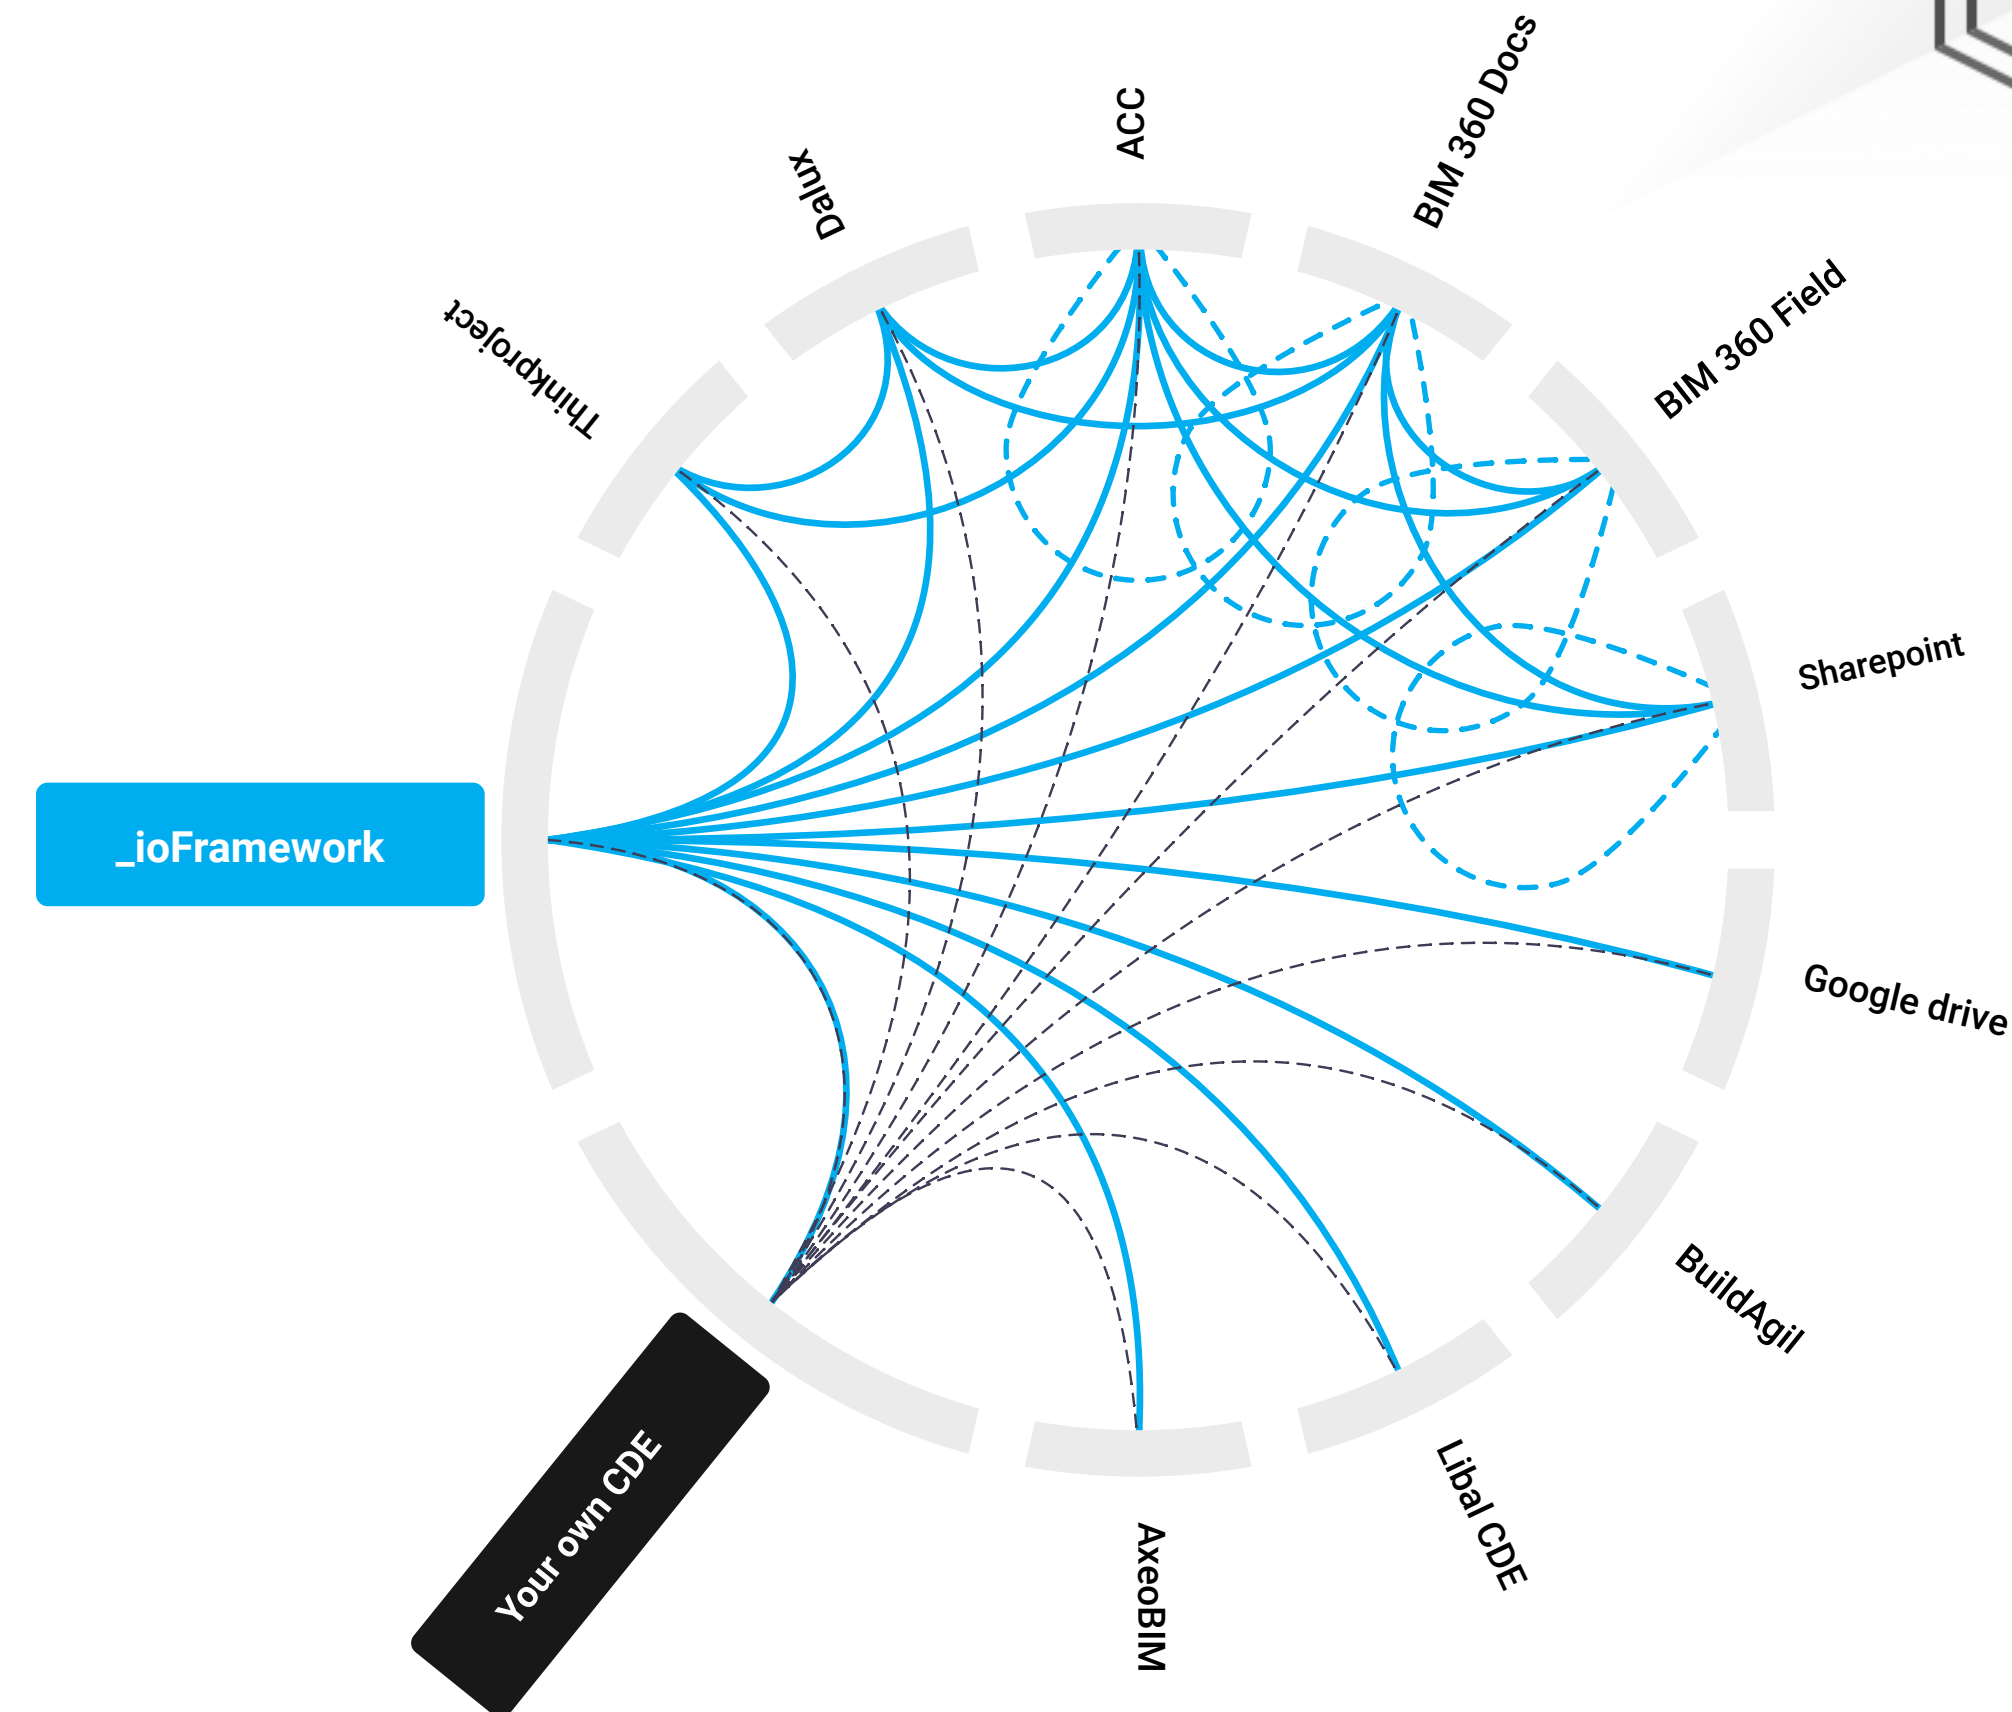 ACC
BIM 360 Docs
Dalux
BIM 360 Field
Thinkproject
Sharepoint
_ioFramework
Google drive
BuildAgil
Your own CDE
Libal CDE
AxeoBIM